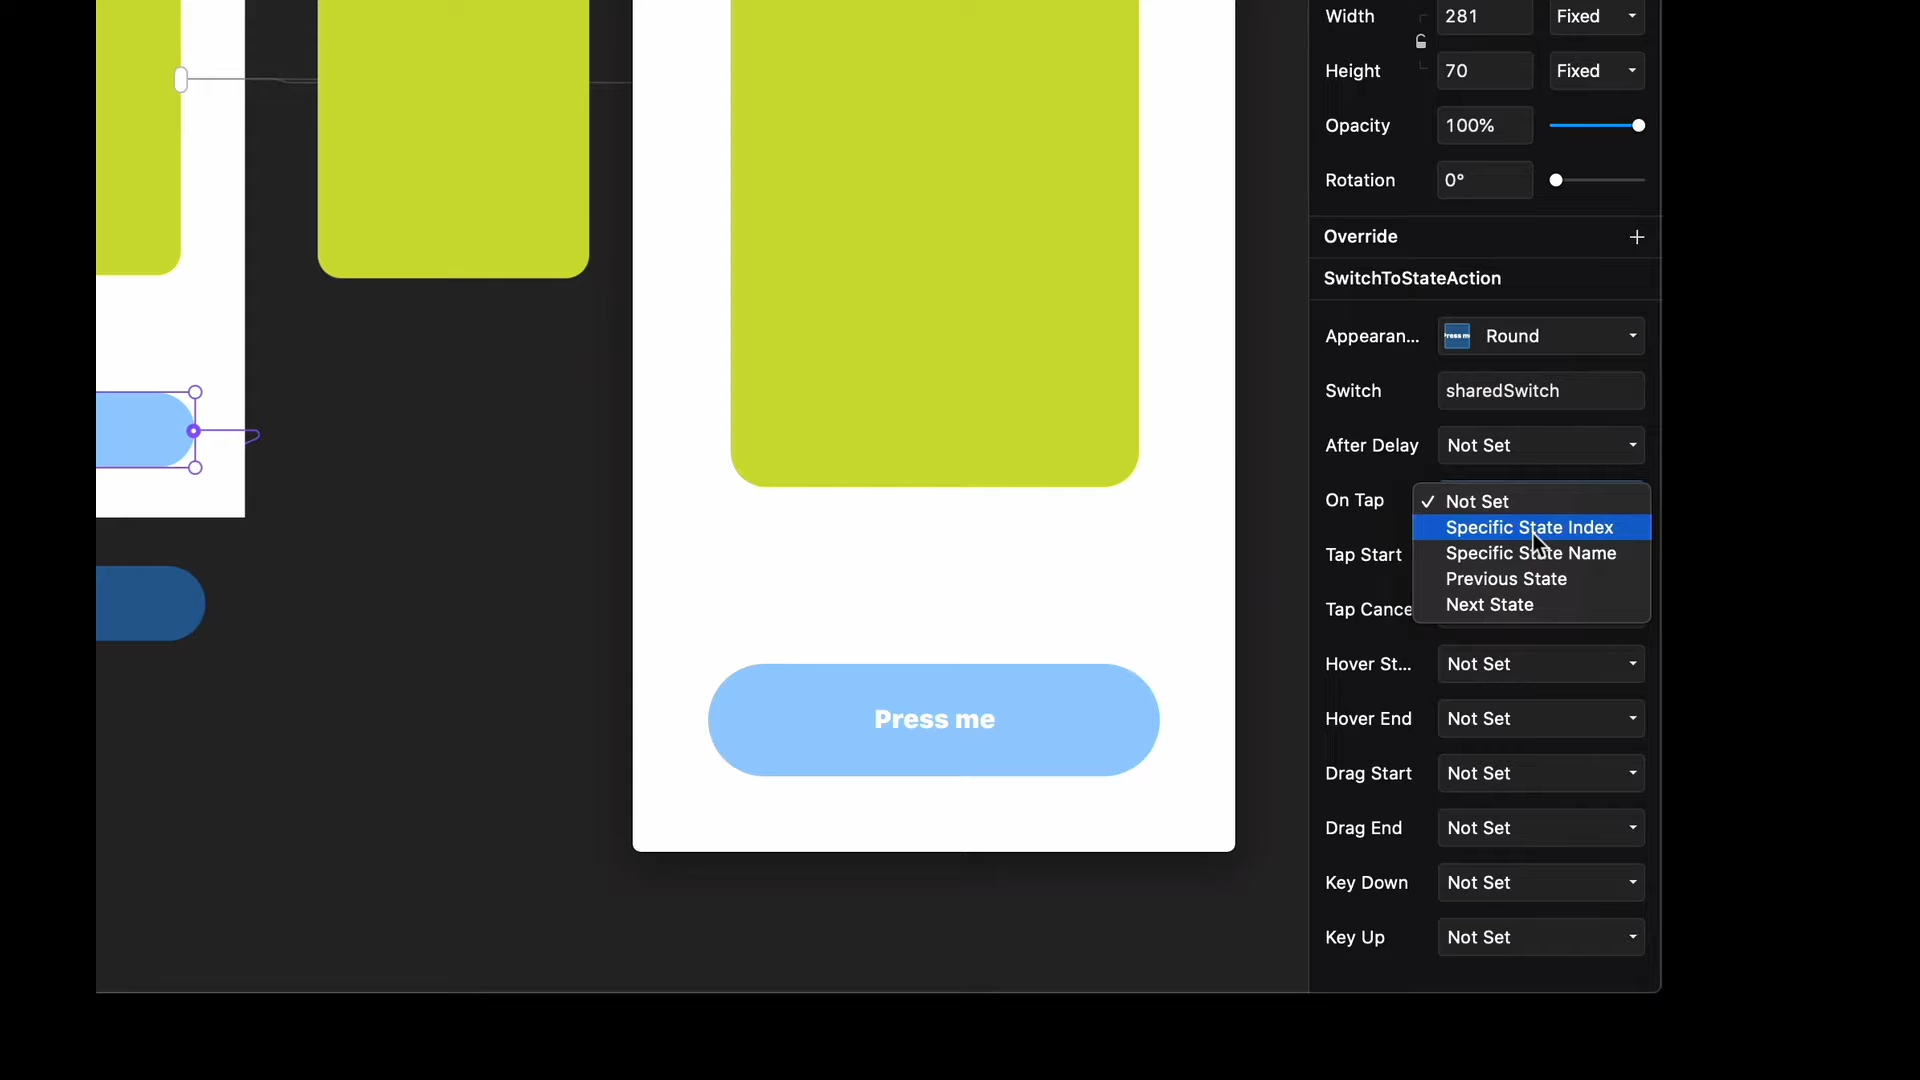 Width 281 Fixed
Height 70 Fixed
Opacity 100%
Rotation 0°
Override
SwitchToStateAction
Appearan... Press m Round
Switch sharedSwitch
After Delay Not Set
On Tap Not Set
Specific State Index
Specific State Name
Tap Start
Previous State
Next State
Tap Cance
Hover St... Not Set
Hover End Not Set
Drag Start Not Set
Drag End Not Set
Key Down Not Set
Key Up Not Set
Press me